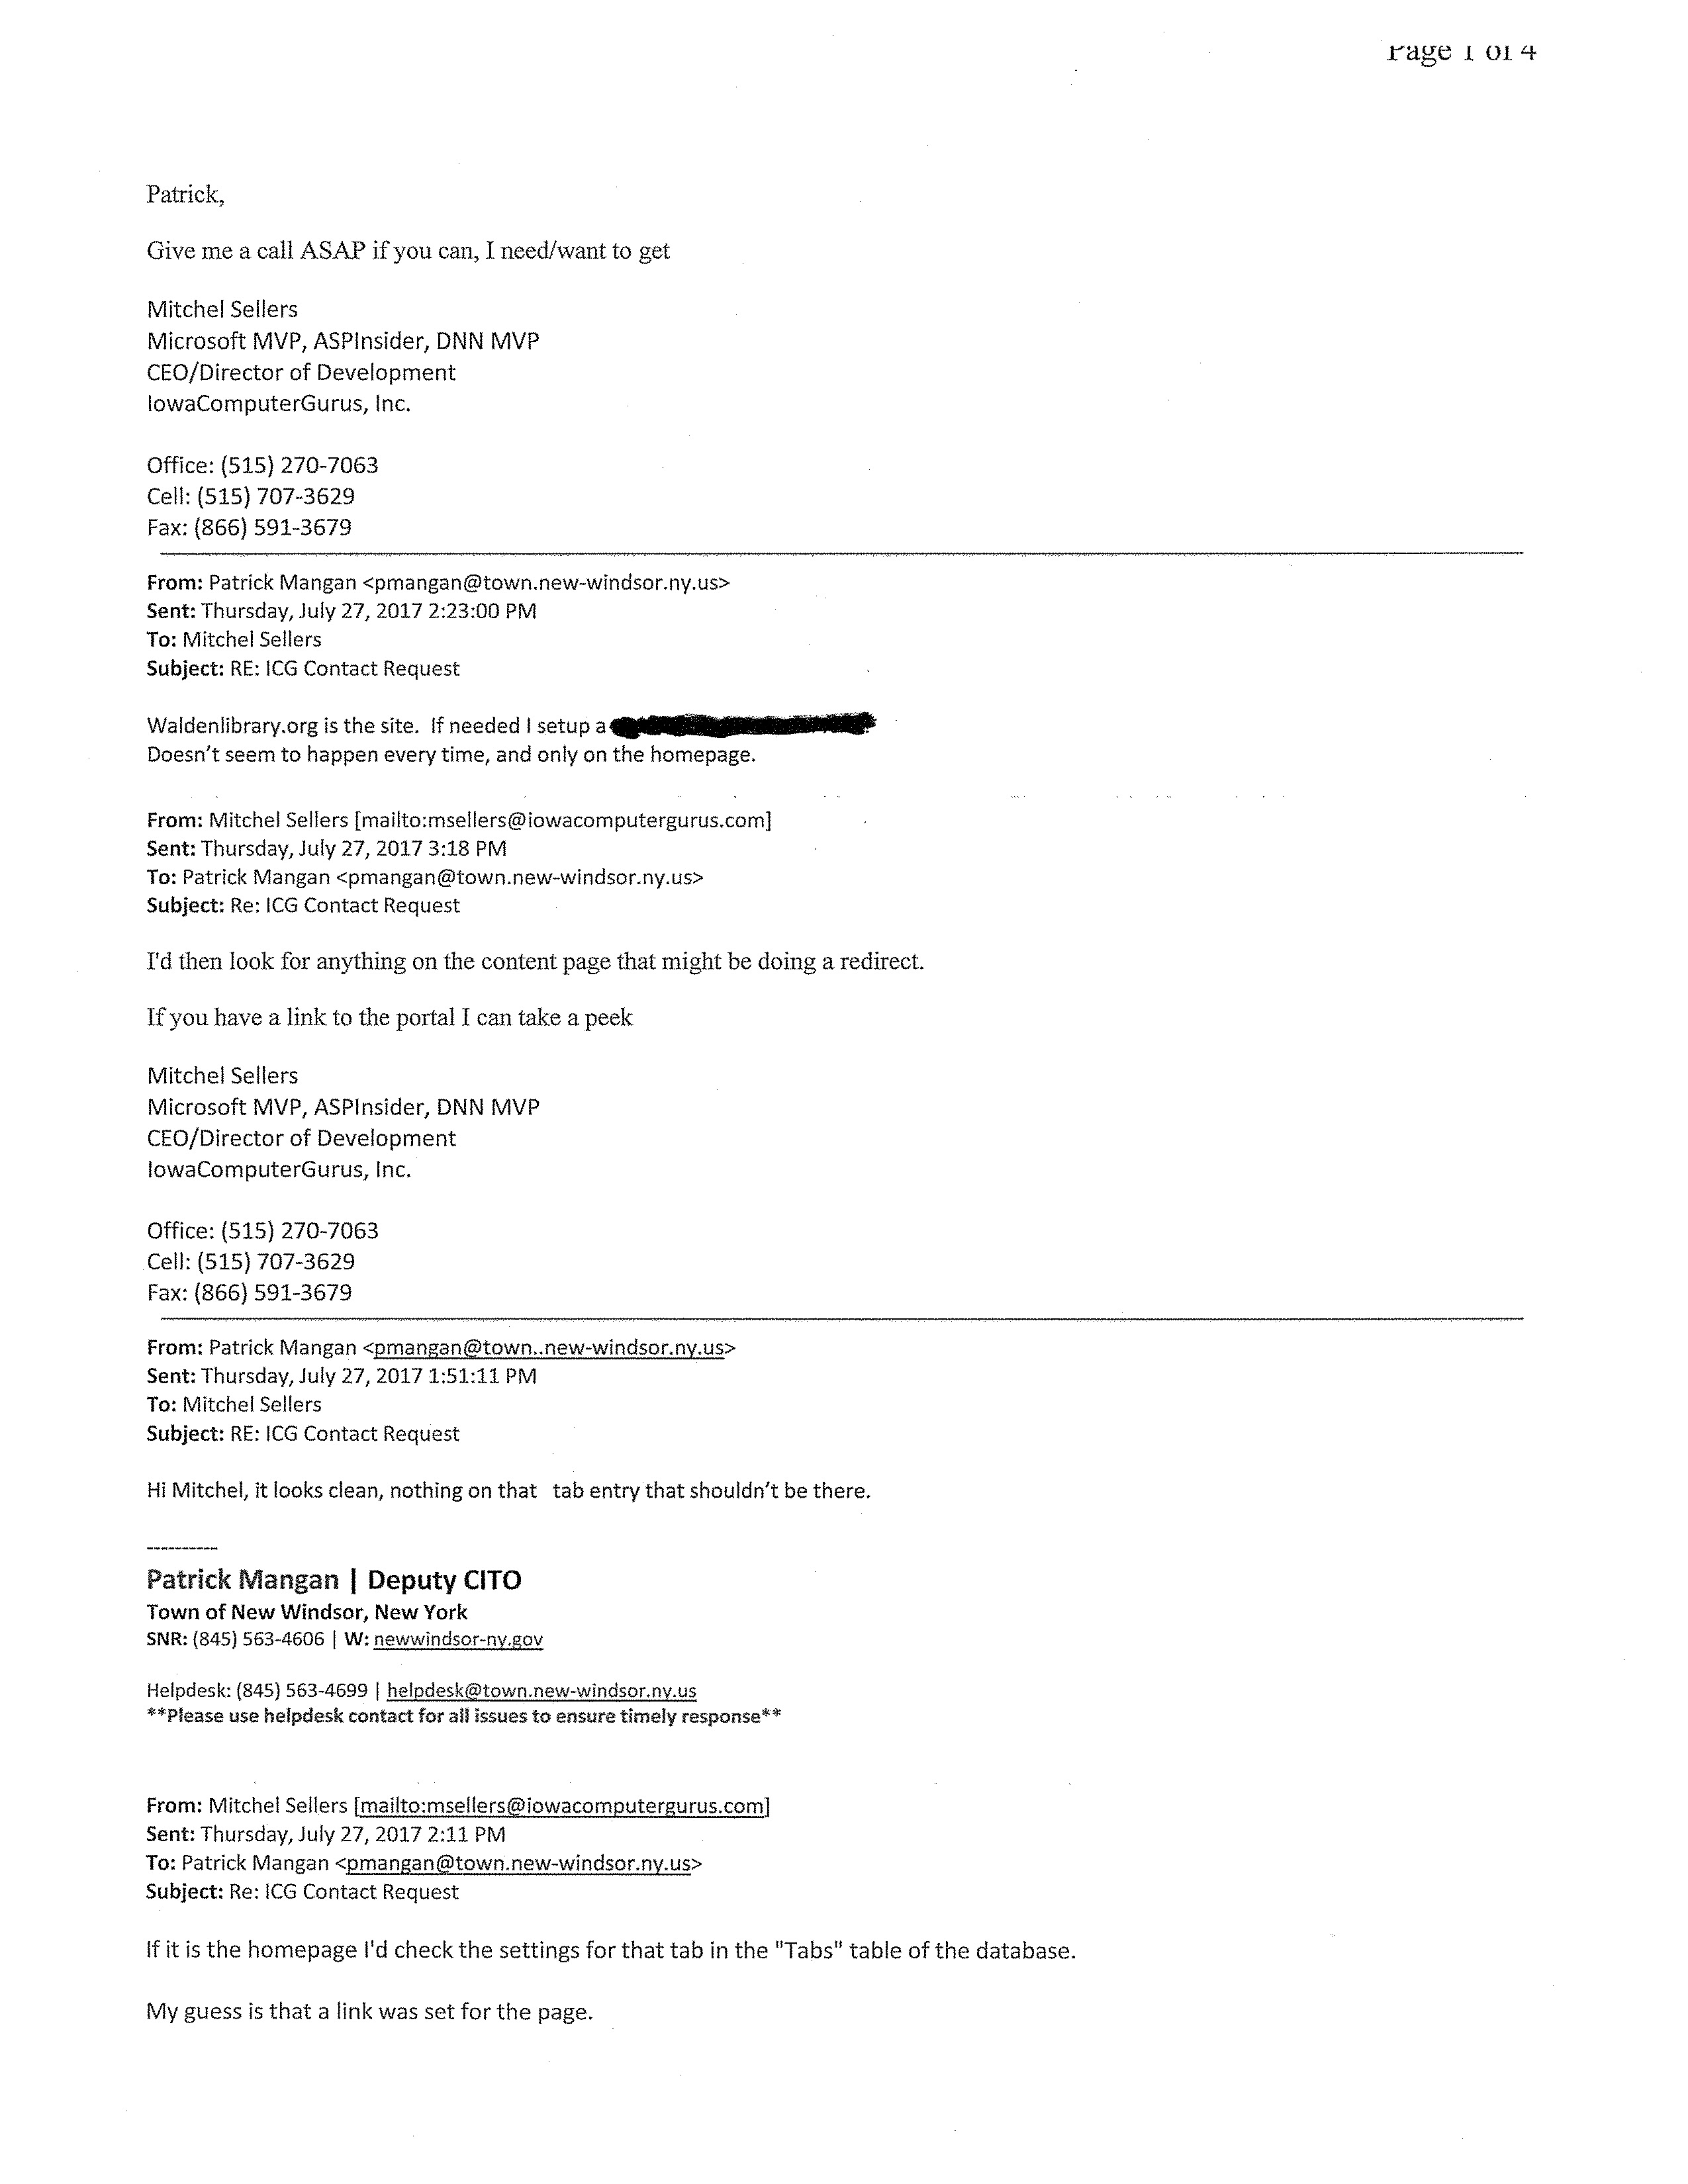 Page 1 of 4
Patrick,
Give me a call ASAP if you can, I need/want to get
Mitchel Sellers
Microsoft MVP, ASPInsider, DNN MVP
CEO/Director of Development
IowaComputerGurus, Inc.
Office: (515) 270-7063
Cell: (515) 707-3629
Fax: (866) 591-3679
From: Patrick Mangan <pmangan@town.new-windsor.ny.us>
Sent: Thursday, July 27, 2017 2:23:00 PM
To: Mitchel Sellers
Subject: RE: ICG Contact Request
Waldenlibrary.org is the site. If needed I setup a
Doesn't seem to happen every time, and only on the homepage.
From: Mitchel Sellers [mailto:msellers@iowacomputergurus.com]
Sent: Thursday, July 27, 2017 3:18 PM
To: Patrick Mangan <pmangan@town.new-windsor.ny.us>
Subject: Re: ICG Contact Request
I'd then look for anything on the content page that might be doing a redirect.
If you have a link to the portal I can take a peek
Mitchel Sellers
Microsoft MVP, ASPInsider, DNN MVP
CEO/Director of Development
IowaComputerGurus, Inc.
Office: (515) 270-7063
Cell: (515) 707-3629
Fax: (866) 591-3679
From: Patrick Mangan <pmangan@town..new-windsor.ny.us>
Sent: Thursday, July 27, 2017 1:51:11 PM
To: Mitchel Sellers
Subject: RE: ICG Contact Request
Hi Mitchel, it looks clean, nothing on that tab entry that shouldn't be there.
----------
Patrick Mangan | Deputy CITO
Town of New Windsor, New York
SNR: (845) 563-4606 | W: newwindsor-ny.gov
Helpdesk: (845) 563-4699 | helpdesk@town.new-windsor.ny.us
**Please use helpdesk contact for all issues to ensure timely response**
From: Mitchel Sellers [mailto:msellers@iowacomputergurus.com]
Sent: Thursday, July 27, 2017 2:11 PM
To: Patrick Mangan <pmangan@town.new-windsor.ny.us>
Subject: Re: ICG Contact Request
If it is the homepage I'd check the settings for that tab in the "Tabs" table of the database.
My guess is that a link was set for the page.